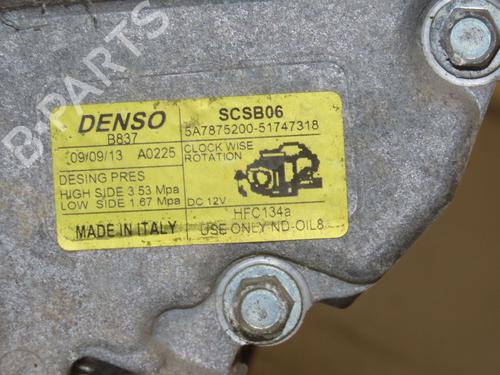 B-PARTS
DENSO SCSB06
B837 5A7875200-51747318
09/09/13 A0225 CLOCK WISE
ROTATION
DESING PRES
HIGH SIDE 3.53 Mpa
LOW SIDE 1.67 Mpa DC 12V
HFC134a
MADE IN ITALY USE ONLY ND-OIL8